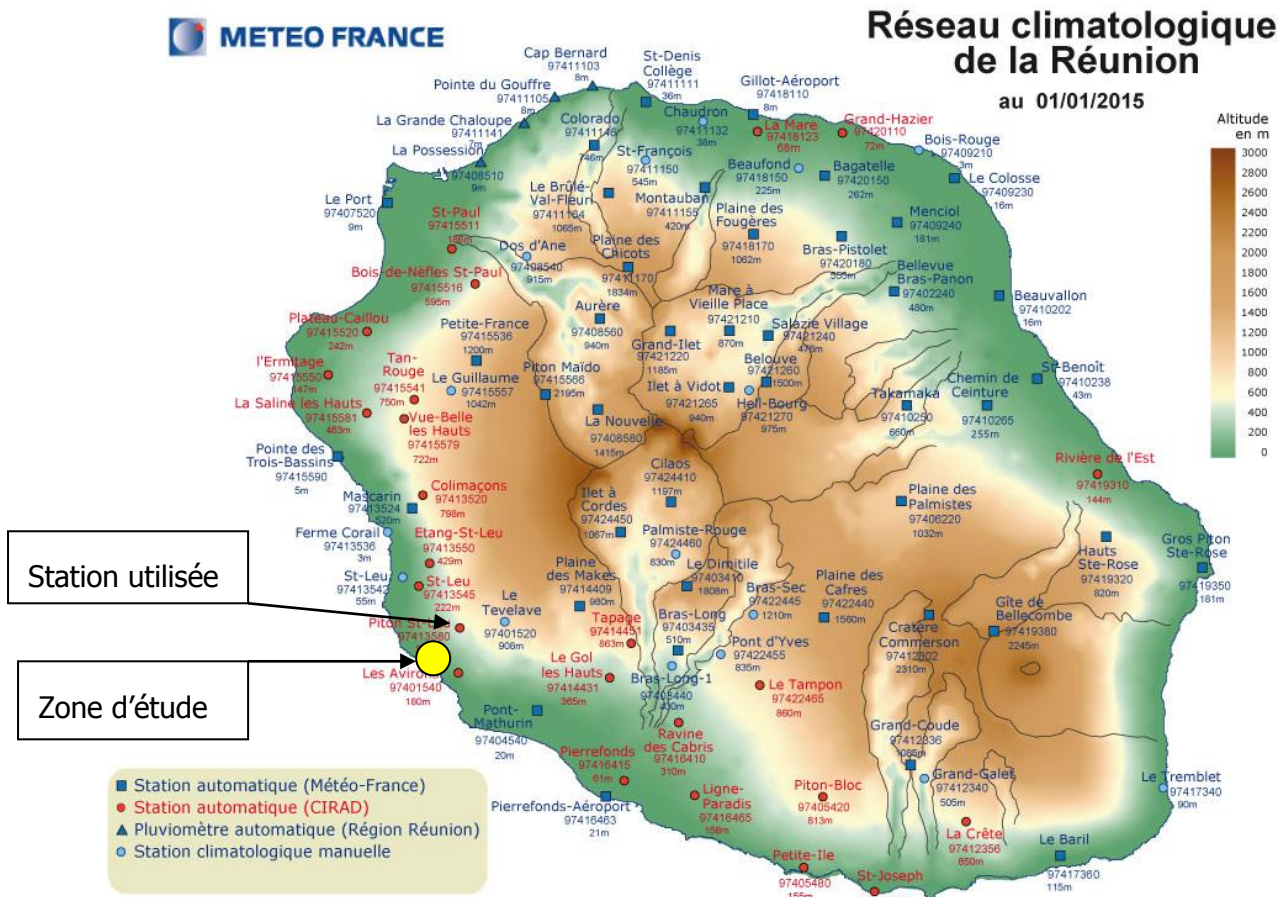 METEO FRANCE
Réseau climatologique
de la Réunion
au 01/01/2015
Altitude
en m
3000
2800
2600
2400
2200
2000
1800
1600
1400
1200
1000
800
600
400
200
0
Cap Bernard
97411103
8m
Pointe du Gouffre
97411105
8m
La Grande Chaloupe
97411141
7m
La Possession
97408510
9m
Le Port
97407520
9m
St-Denis
Collège
97411111
36m
Gillot-Aéroport
97418110
8m
Chaudron
97411132
38m
La Mare
97418123
68m
Grand-Hazier
97420110
72m
Bois-Rouge
97409210
3m
Le Colosse
97409230
16m
Colorado
97411146
746m
St-François
97411150
545m
Beaufond
97418150
225m
Bagatelle
97420150
262m
Le Brûlé-
Val-Fleuri
97411164
1065m
Montauban
97411155
420m
Plaine des
Fougères
97418170
1062m
Menciol
97409240
181m
Bras-Pistolet
97420180
555m
St-Paul
97415511
186m
Dos d'Ane
97408540
915m
Plaine des
Chicots
97411170
1834m
Bellevue
Bras-Panon
97402240
480m
Beauvallon
97410202
16m
Bois-de-Nèfles St-Paul
97415516
595m
Aurère
97408560
940m
Mare à
Vieille Place
97421210
870m
Grand-Ilet
97421220
1185m
Salazie Village
97421240
476m
Plateau-Caillou
97415520
242m
Petite-France
97415536
1200m
Belouve
97421260
1500m
St-Benoît
97410238
43m
l'Ermitage
97415550
147m
Tan-
Rouge
97415541
750m
Le Guillaume
97415557
1042m
Piton Maïdo
97415566
2195m
Ilet à Vidot
97421265
940m
Hell-Bourg
97421270
975m
Takamaka
97410250
660m
Chemin de
Ceinture
97410265
255m
La Saline les Hauts
97415581
463m
Vue-Belle
les Hauts
97415579
722m
La Nouvelle
97408580
1415m
Pointe des
Trois-Bassins
97415590
5m
Cilaos
97424410
1197m
Rivière de l'Est
97419310
144m
Colimaçons
97413520
798m
Mascarin
97413524
520m
Ilet à
Cordes
97424450
1067m
Plaine des
Palmistes
97406220
1032m
Ferme Corail
97413536
3m
Etang-St-Leu
97413550
429m
Palmiste-Rouge
97424460
830m
Hauts
Ste-Rose
97419320
820m
Gros Piton
Ste-Rose
97419350
181m
Station utilisée
St-Leu
97413542
55m
St-Leu
97413545
222m
Plaine
des Makes
97414409
980m
Le Dimitile
97403410
1808m
Bras-Sec
97422445
1210m
Plaine des
Cafres
97422440
1560m
Le
Tevelave
97401520
908m
Piton St-Leu
97413580
Tapage
97414451
863m
Bras-Long
97403435
510m
Pont d'Yves
97422455
835m
Cratère
Commerson
97412802
2310m
Gîte de
Bellecombe
97419380
2245m
Zone d'étude
Les Avirons
97401540
180m
Le Gol
les Hauts
97414431
365m
Bras-Long-1
97403440
430m
Le Tampon
97422465
860m
Pont-
Mathurin
97404540
20m
Ravine
des Cabris
97416410
310m
Grand-Coude
97412336
1085m
Pierrefonds
97416415
61m
Grand-Galet
97412340
505m
Le Tremblet
97417340
90m
Pierrefonds-Aéroport
97416463
21m
Ligne-
Paradis
97416465
156m
Piton-Bloc
97405420
813m
La Crête
97412356
650m
Le Baril
97417360
115m
Petite-Ile
97405480
155m
St-Joseph
Station automatique (Météo-France)
Station automatique (CIRAD)
Pluviomètre automatique (Région Réunion)
Station climatologique manuelle